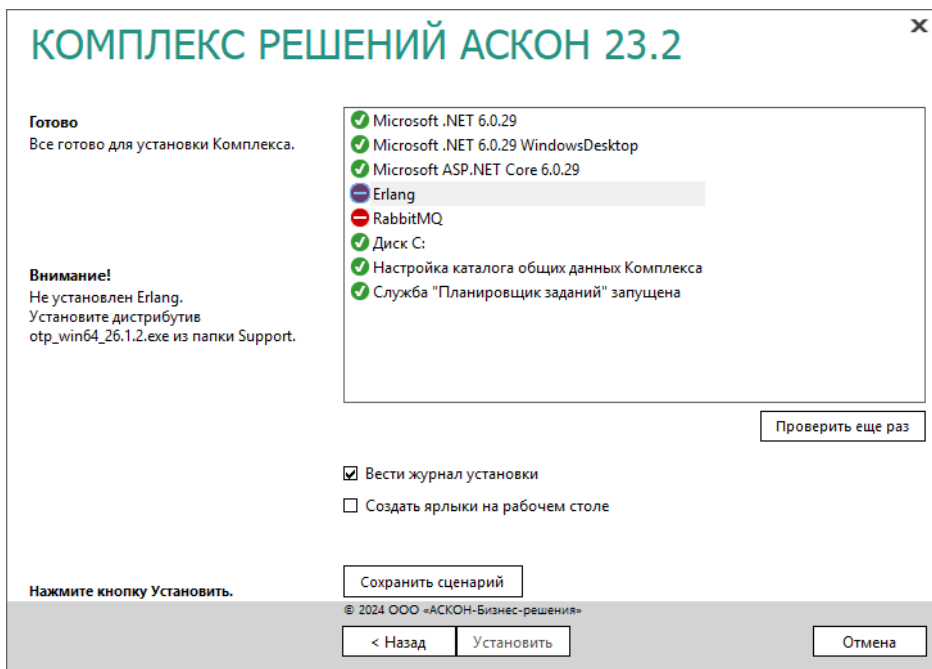 КОМПЛЕКС РЕШЕНИЙ АСКОН 23.2
Готово
Все готово для установки Комплекса.
Внимание!
Не установлен Erlang.
Установите дистрибутив
otp_win64_26.1.2.exe из папки Support.
Microsoft .NET 6.0.29
Microsoft .NET 6.0.29 WindowsDesktop
Microsoft ASP.NET Core 6.0.29
Erlang
RabbitMQ
Диск C:
Настройка каталога общих данных Комплекса
Служба "Планировщик заданий" запущена
Проверить еще раз
Вести журнал установки
Создать ярлыки на рабочем столе
Нажмите кнопку Установить.
Сохранить сценарий
© 2024 ООО «АСКОН-Бизнес-решения»
< Назад
Установить
Отмена